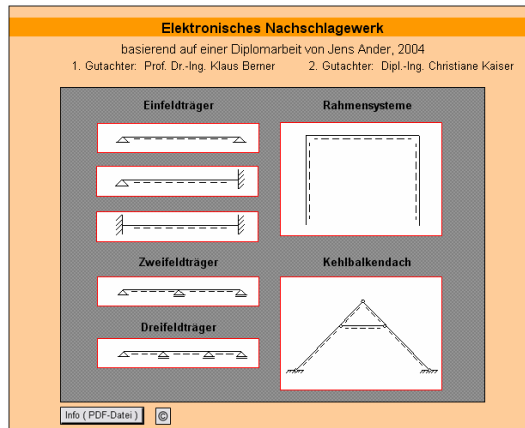 Elektronisches Nachschlagewerk
basierend auf einer Diplomarbeit von Jens Ander, 2004
1. Gutachter: Prof. Dr.-Ing. Klaus Berner 2. Gutachter: Dipl.-Ing. Christiane Kaiser
Einfeldträger
Rahmensysteme
Zweifeldträger
Kehlbalkendach
Dreifeldträger
Info ( PDF-Datei ) ©